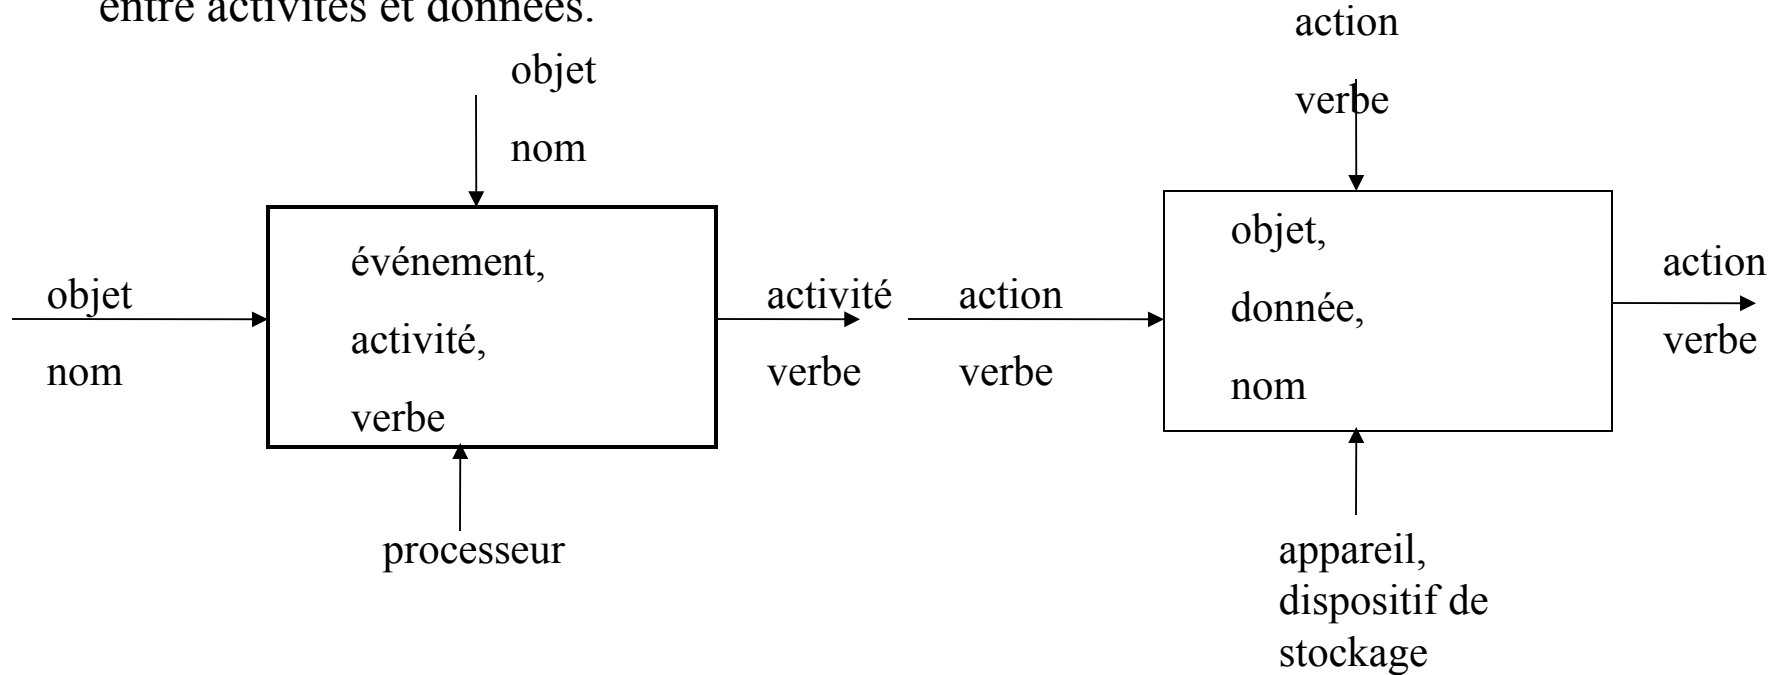 entre activités et données.
objet
nom
événement,
activité,
verbe
objet
nom
activité
verbe
processeur
action
verbe
objet,
donnée,
nom
action
verbe
action
verbe
appareil,
dispositif de
stockage